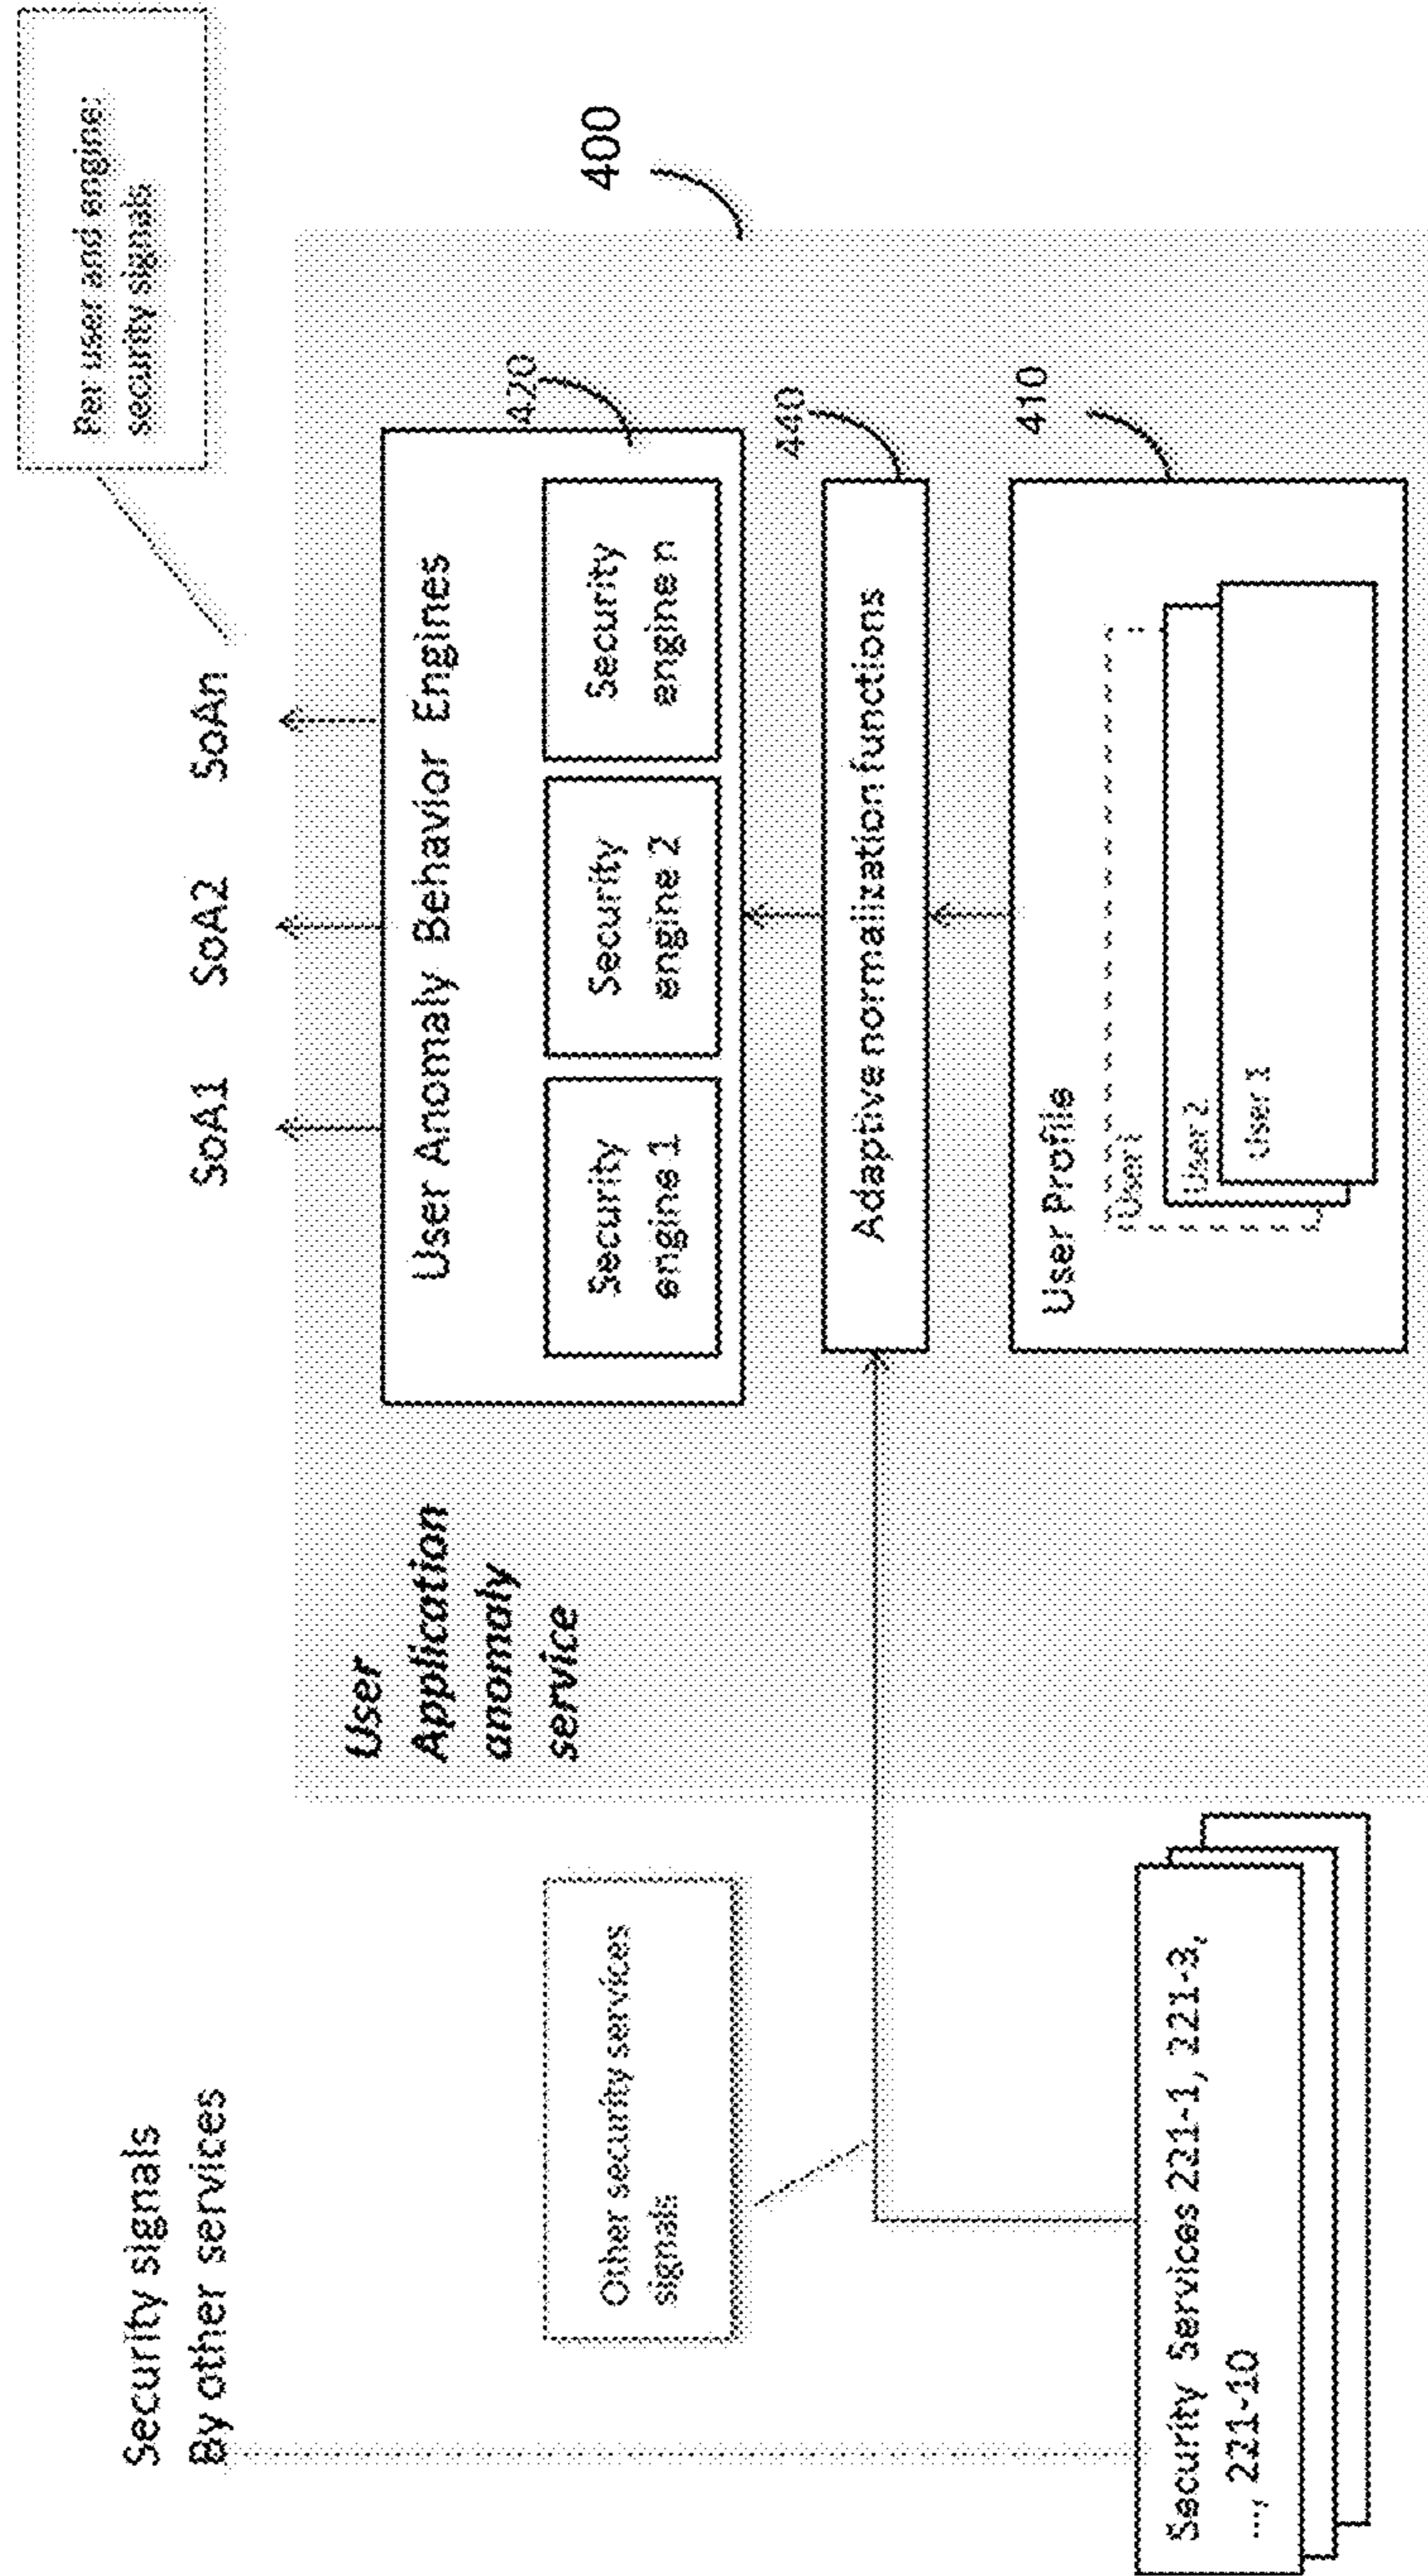 Per user and engine:
security signals
Security signals
By other services
SoA1
SoA2
SoAn
400
User
Application
anomaly
service
User Anomaly Behavior Engines
420
Security
engine 1
Security
engine 2
Security
engine n
Other security services
signals
Adaptive normalization functions
440
User Profile
410
User 2
User 1
Security Services 221-1, 221-3,
..., 221-10